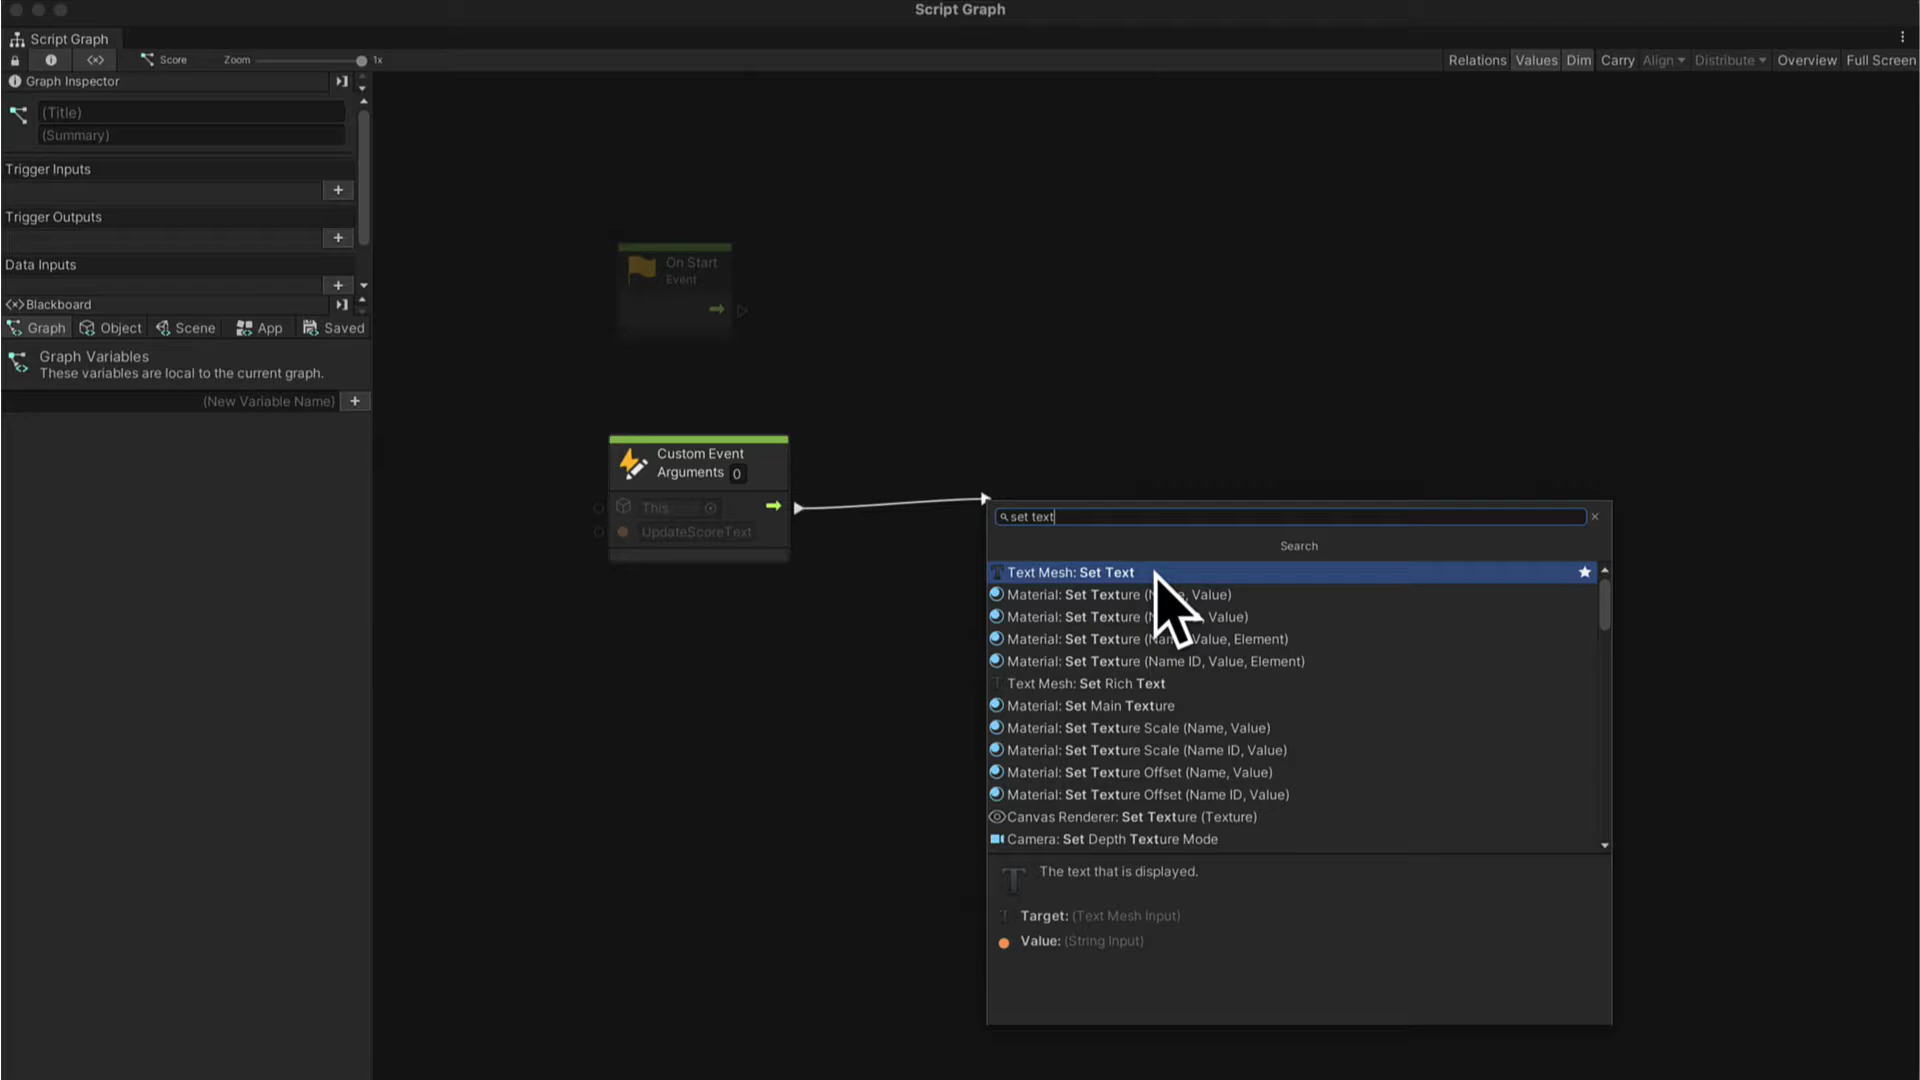 Script Graph
Script Graph
Score
Zoom
1x
Relations
Values
Dim
Carry
Align
Distribute
Overview
Full Screen
Graph Inspector
(Title)
(Summary)
Trigger Inputs
Trigger Outputs
Data Inputs
Blackboard
Graph
Object
Scene
App
Saved
Graph Variables
These variables are local to the current graph.
(New Variable Name)
On Start
Event
Custom Event
Arguments 0
This
UpdateScoreText
set text
Search
Text Mesh: Set Text
Material: Set Texture (N , Value)
Material: Set Texture (N , Value)
Material: Set Texture (Name, Value, Element)
Material: Set Texture (Name ID, Value, Element)
Text Mesh: Set Rich Text
Material: Set Main Texture
Material: Set Texture Scale (Name, Value)
Material: Set Texture Scale (Name ID, Value)
Material: Set Texture Offset (Name, Value)
Material: Set Texture Offset (Name ID, Value)
Canvas Renderer: Set Texture (Texture)
Camera: Set Depth Texture Mode
The text that is displayed.
Target: (Text Mesh Input)
Value: (String Input)